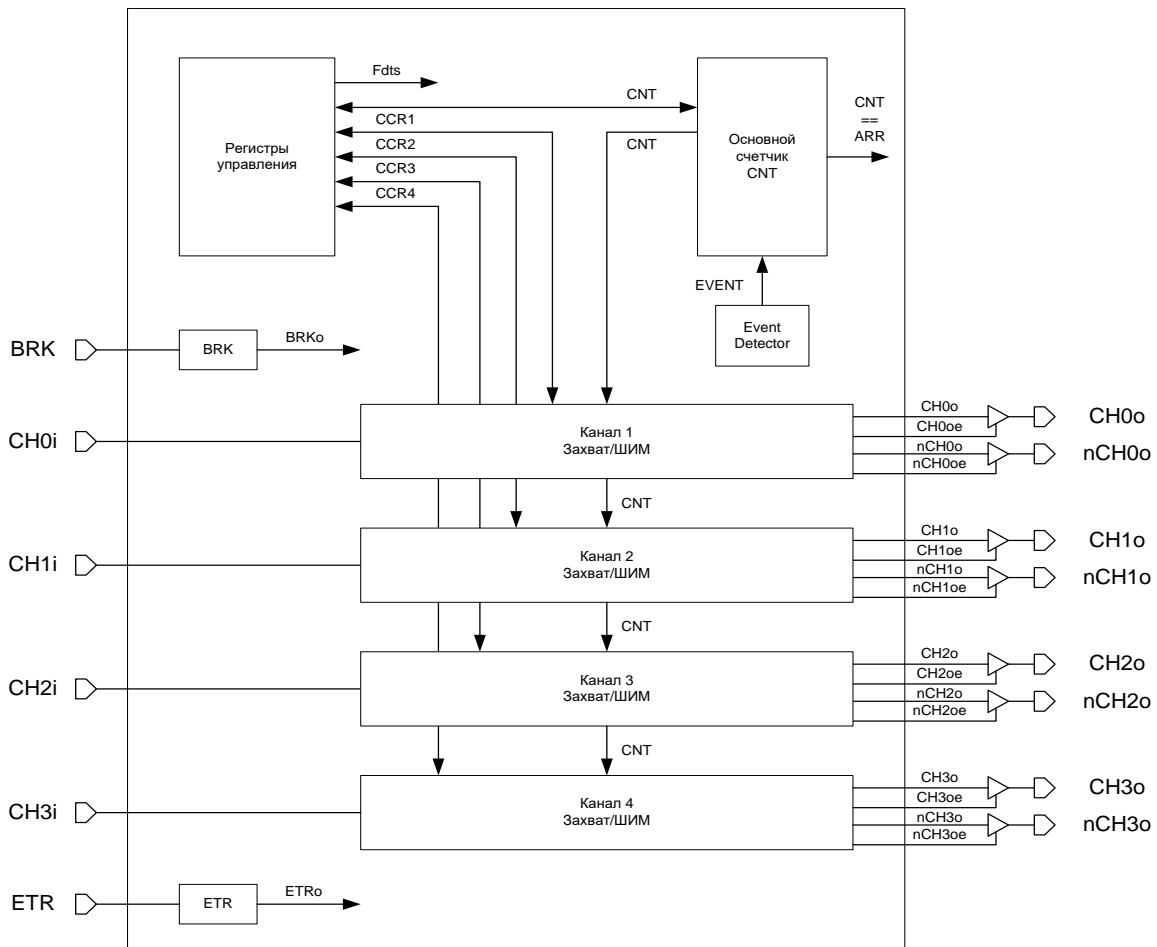 Fdts
CNT
CCR1
CCR2
CCR3
CCR4
CNT
CNT
==
ARR
Регистры
управления
Основной
счетчик
CNT
EVENT
Event
Detector
BRK
BRK
BRKo
CH0i
Канал 1
Захват/ШИМ
CH0o
CH0oe
nCH0o
nCH0oe
CH0o
nCH0o
CNT
CH1i
Канал 2
Захват/ШИМ
CH1o
CH1oe
nCH1o
nCH1oe
CH1o
nCH1o
CNT
CH2i
Канал 3
Захват/ШИМ
CH2o
CH2oe
nCH2o
nCH2oe
CH2o
nCH2o
CNT
CH3i
Канал 4
Захват/ШИМ
CH3o
CH3oe
nCH3o
nCH3oe
CH3o
nCH3o
ETR
ETR
ETRo